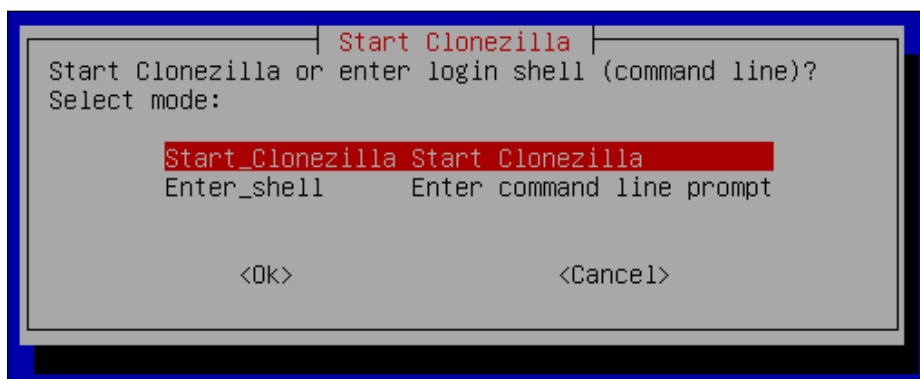 Start Clonezilla
Start Clonezilla or enter login shell (command line)?
Select mode:
Start_Clonezilla Start Clonezilla
Enter_shell Enter command line prompt
<Ok> <Cancel>